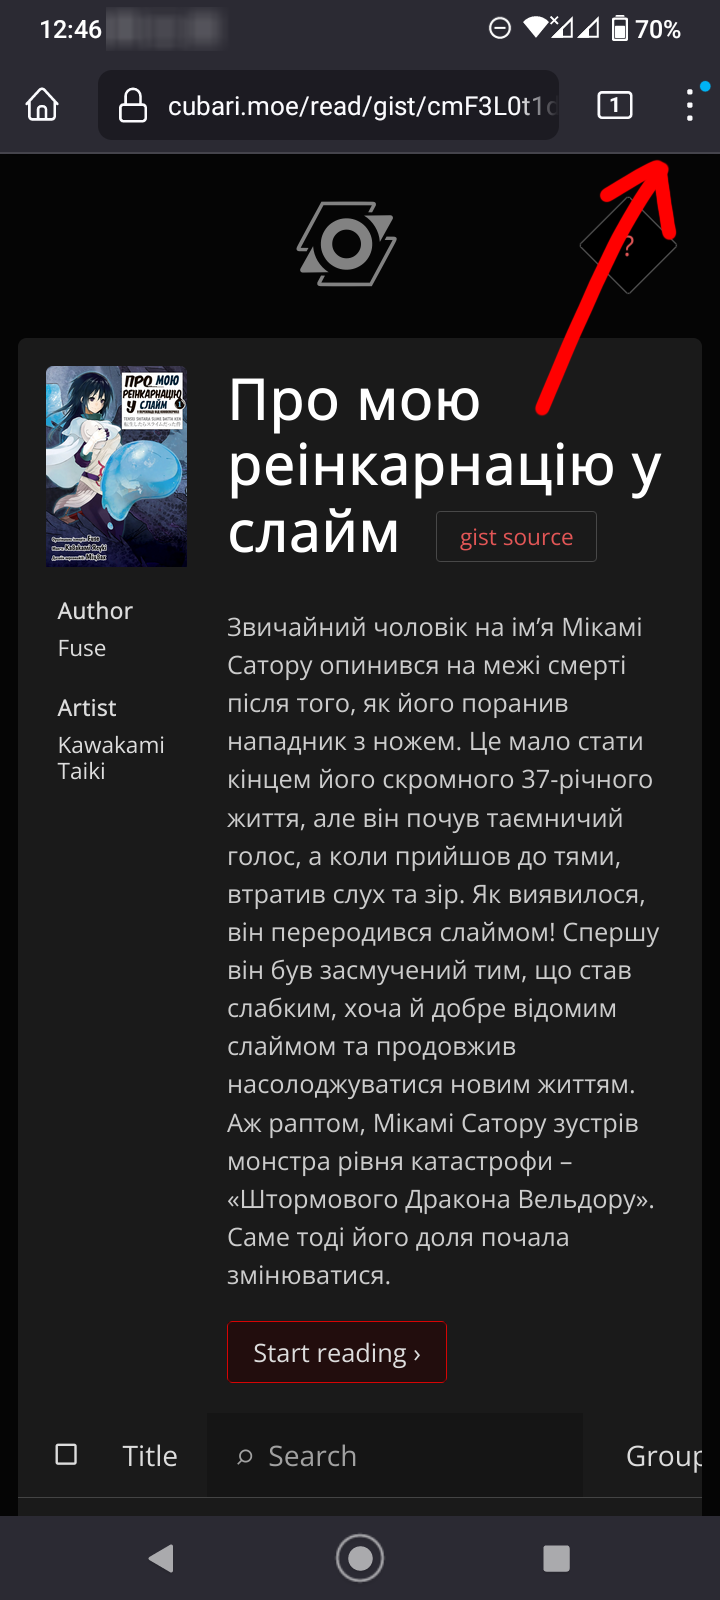 12:46
70%
cubari.moe/read/gist/cmF3L0t1d
1
?
ПРО МОЮ
РЕІНКАРНАЦІЮ
У СЛАЙМ
Про мою
реінкарнацію у
слайм
gist source
Author
Fuse
Artist
Kawakami
Taiki
Звичайний чоловік на ім’я Мікамі
Сатору опинився на межі смерті
після того, як його поранив
нападник з ножем. Це мало стати
кінцем його скромного 37-річного
життя, але він почув таємничий
голос, а коли прийшов до тями,
втратив слух та зір. Як виявилося,
він переродився слаймом! Спершу
він був засмучений тим, що став
слабким, хоча й добре відомим
слаймом та продовжив
насолоджуватися новим життям.
Аж раптом, Мікамі Сатору зустрів
монстра рівня катастрофи –
«Штормового Дракона Вельдору».
Саме тоді його доля почала
змінюватися.
Start reading ›
Title
Search
Group